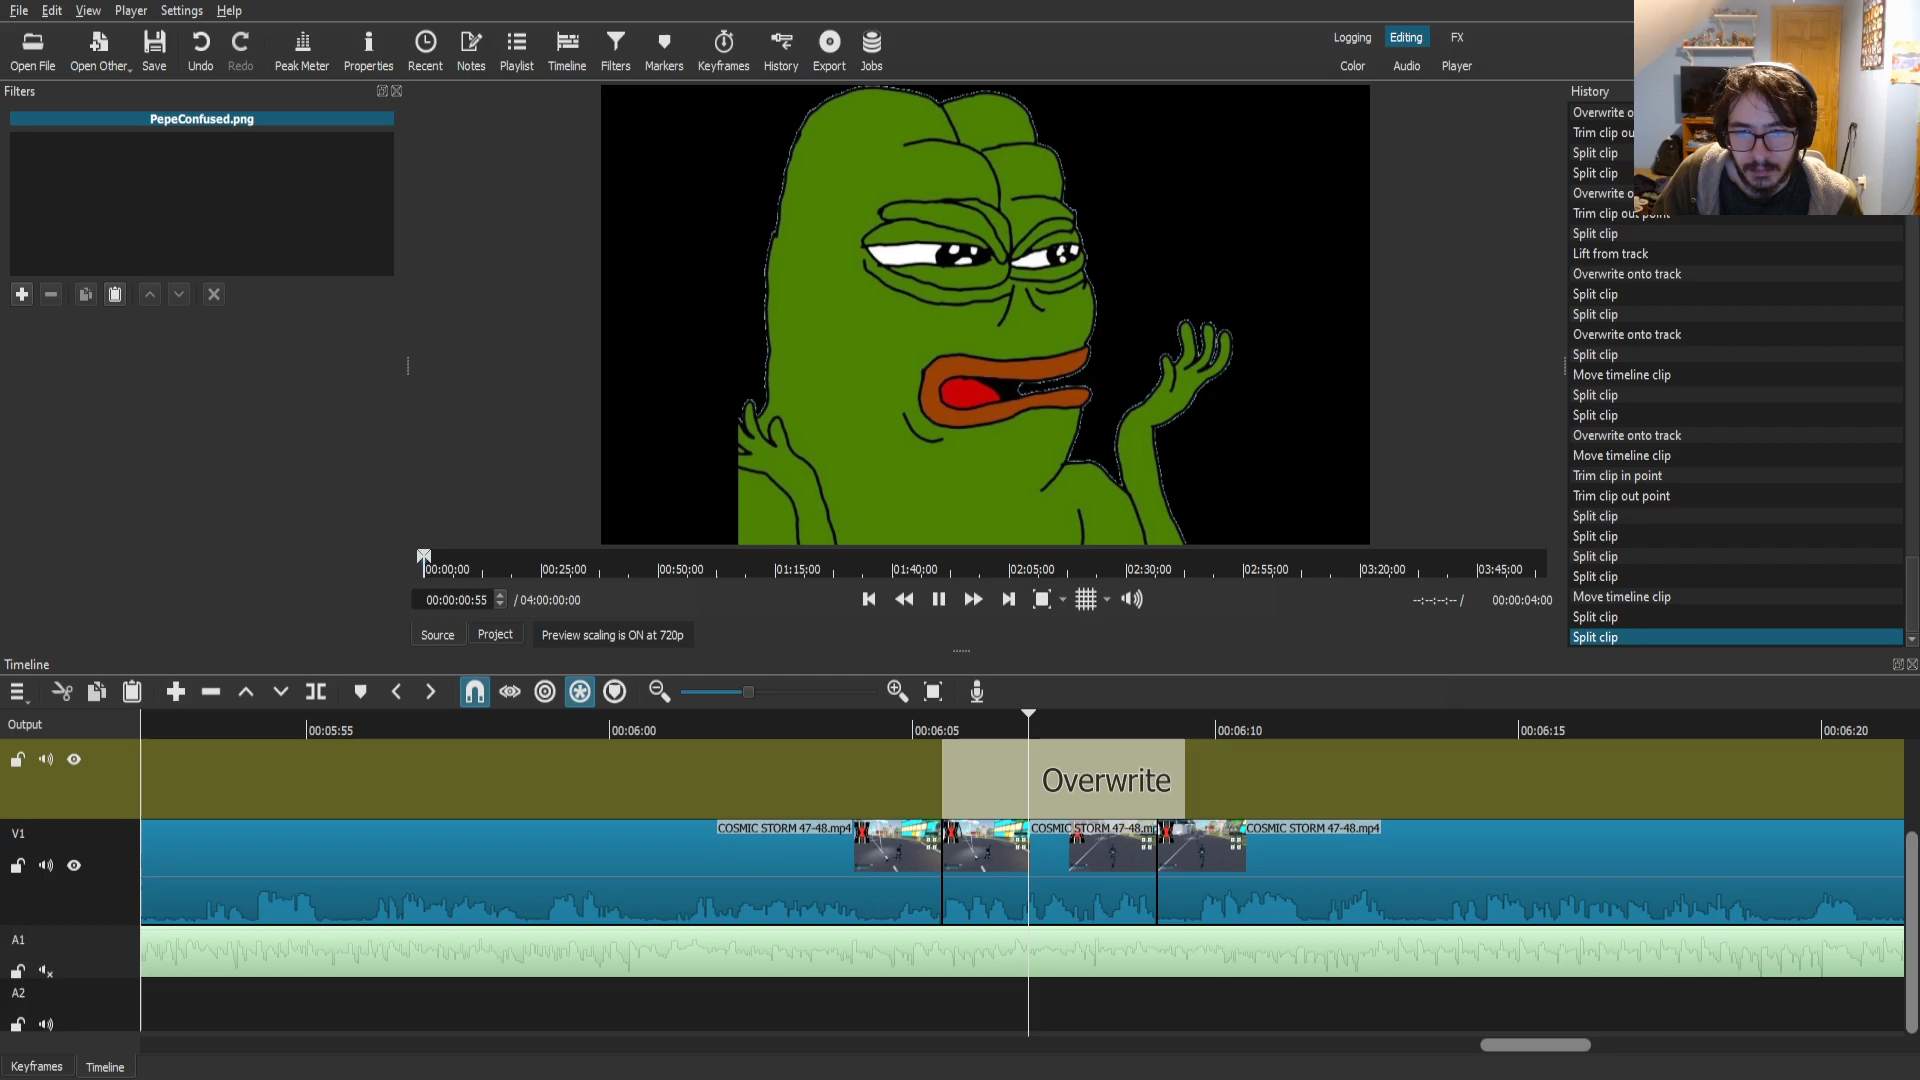 File Edit View Player Settings Help
Open File Open Other... Save Undo Redo Peak Meter Properties Recent Notes Playlist Timeline Filters Markers Keyframes History Export Jobs
Logging Editing FX
Color Audio Player
Filters
PepeConfused.png
History
Overwrite o
Trim clip ou
Split clip
Split clip
Overwrite o
Trim clip out point
Split clip
Lift from track
Overwrite onto track
Split clip
Split clip
Overwrite onto track
Split clip
Move timeline clip
Split clip
Split clip
Overwrite onto track
Move timeline clip
Trim clip in point
Trim clip out point
Split clip
Split clip
Split clip
Split clip
Move timeline clip
Split clip
Split clip
00:00:00 00:25:00 00:50:00 01:15:00 01:40:00 02:05:00 02:30:00 02:55:00 03:20:00 03:45:00
00:00:00:55 / 04:00:00:00
--:--:--:-- / 00:00:04:00
Source Project Preview scaling is ON at 720p
Timeline
Output
00:05:55 00:06:00 00:06:05 00:06:10 00:06:15 00:06:20
Overwrite
V1
COSMIC STORM 47-48.mp4 COSMIC STORM 47-48.mp COSMIC STORM 47-48.mp4
A1
A2
Keyframes Timeline